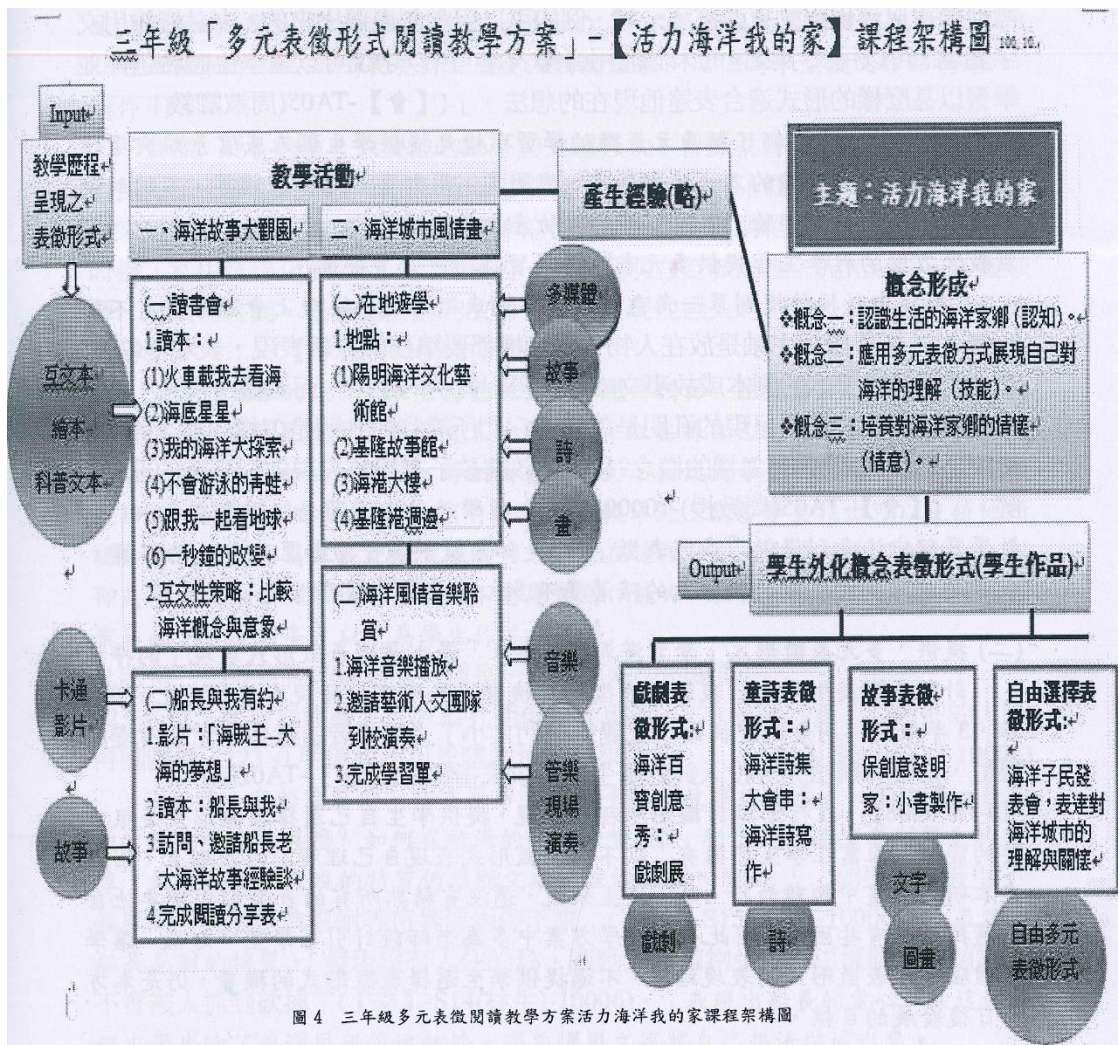 三年級「多元表徵形式閱讀教學方案」-【活力海洋我的家】課程架構圖 100.10.
Input
教學歷程
呈現之
表徵形式
教學活動
一、海洋故事大觀園
二、海洋城市風情畫
產生經驗(略)
主題：活力海洋我的家
互文本
繪本
科普文本
(一)讀書會
1.讀本：
(1)火車載我去看海
(2)海底星星
(3)我的海洋大探索
(4)不會游泳的青蛙
(5)跟我一起看地球
(6)一秒鐘的改變
2.互文性策略：比較
海洋概念與意象
(一)在地遊學
1.地點：
(1)陽明海洋文化藝
術館
(2)基隆故事館
(3)海港大樓
(4)基隆港週邊
多媒體
故事
詩
畫
概念形成
❖概念一：認識生活的海洋家鄉(認知)。
❖概念二：應用多元表徵方式展現自己對
海洋的理解(技能)。
❖概念三：培養對海洋家鄉的情懷
(情意)。
卡通
影片
故事
(二)船長與我有約
1.影片：「海賊王—大
海的夢想」
2.讀本：船長與我
3.訪問、邀請船長老
大海洋故事經驗談
4.完成閱讀分享表
(二)海洋風情音樂聆
賞
1.海洋音樂播放
2.邀請藝術人文團隊
到校演奏
3.完成學習單
音樂
管樂
現場
演奏
Output
學生外化概念表徵形式(學生作品)
戲劇表
徵形式：
海洋百
寶創意
秀：
戲劇展
戲劇
童詩表徵
形式：
海洋詩集
大會串：
海洋詩寫
作
詩
故事表徵
形式：
環保創意發明
家：小書製作
文字
圖畫
自由選擇表
徵形式：
海洋子民發
表會，表達對
海洋城市的
理解與關懷
自由多元
表徵形式
圖 4 三年級多元表徵閱讀教學方案活力海洋我的家課程架構圖